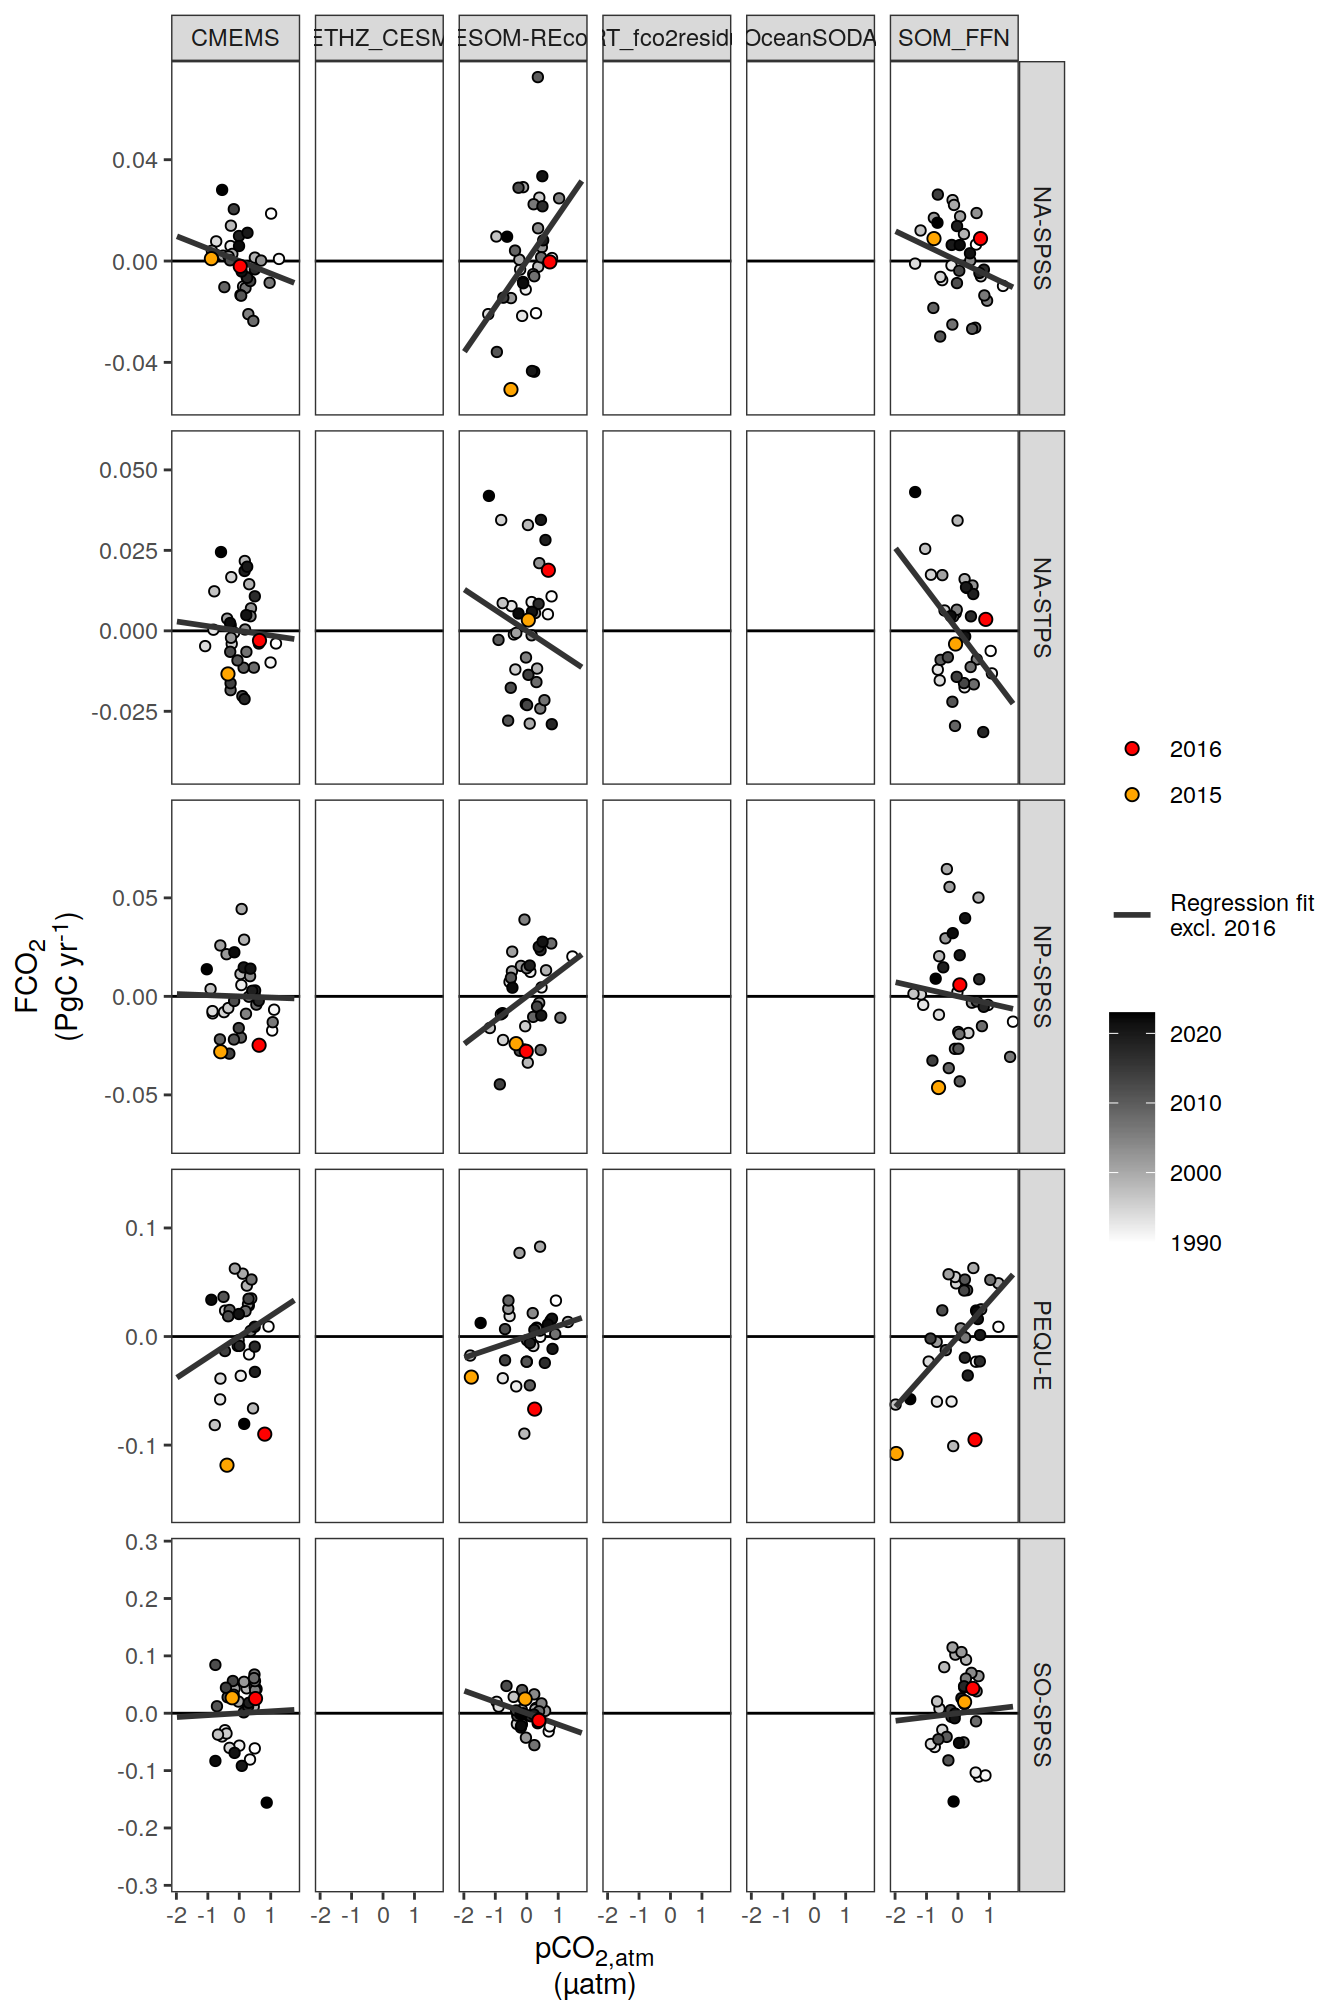 CMEMS
ETHZ_CESM
ESOM-REco
RT_fco2resid
OceanSODA
SOM_FFN
0.04
0.00
-0.04
NA-SPSS
0.050
0.025
0.000
-0.025
NA-STPS
0.05
0.00
-0.05
NP-SPSS
0.1
0.0
-0.1
PEQU-E
0.3
0.2
0.1
0.0
-0.1
-0.2
-0.3
SO-SPSS
-2 -1 0 1
-2 -1 0 1
-2 -1 0 1
-2 -1 0 1
-2 -1 0 1
-2 -1 0 1
pCO2,atm
(µatm)
FCO2
(PgC yr-1)
2016
2015
Regression fit
excl. 2016
2020
2010
2000
1990